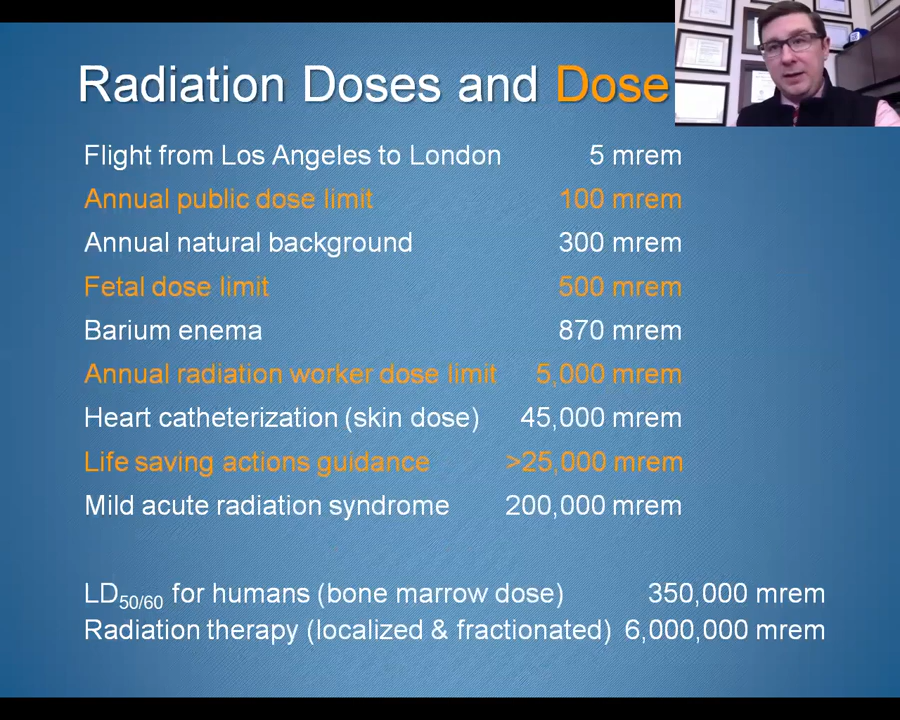 Radiation Doses and Dose
Flight from Los Angeles to London 5 mrem
Annual public dose limit 100 mrem
Annual natural background 300 mrem
Fetal dose limit 500 mrem
Barium enema 870 mrem
Annual radiation worker dose limit 5,000 mrem
Heart catheterization (skin dose) 45,000 mrem
Life saving actions guidance >25,000 mrem
Mild acute radiation syndrome 200,000 mrem
LD50/60 for humans (bone marrow dose) 350,000 mrem
Radiation therapy (localized & fractionated) 6,000,000 mrem